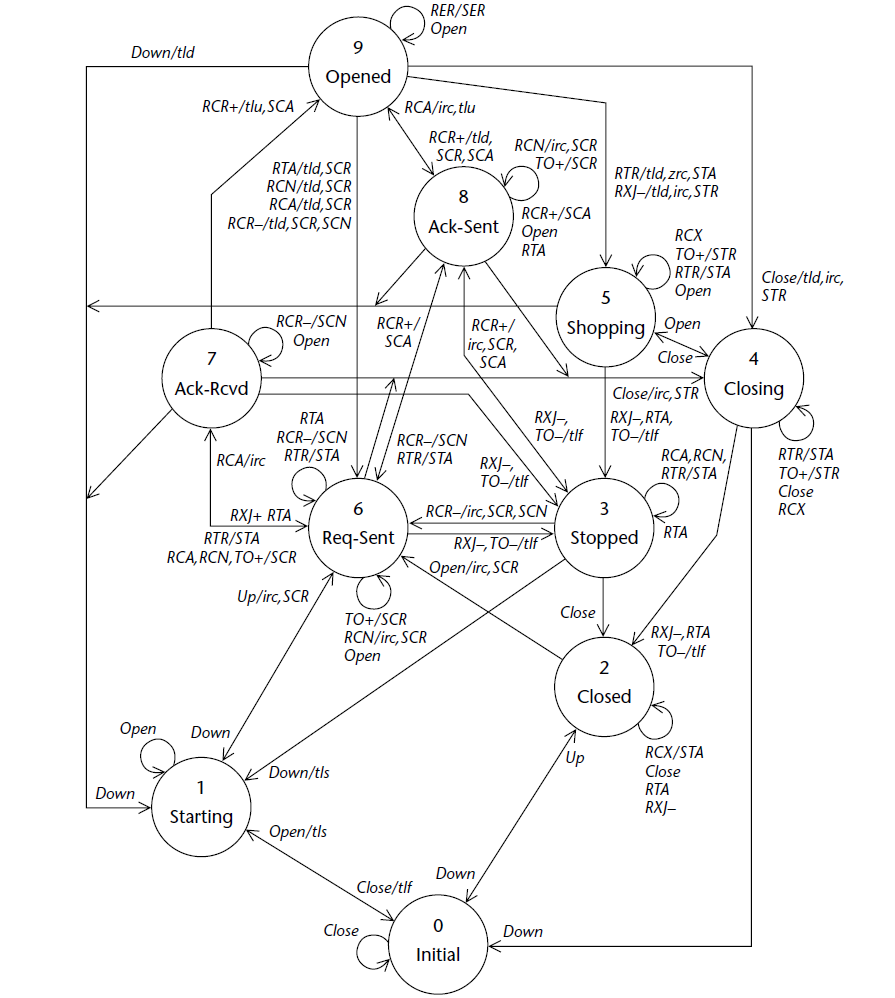 RER/SER
Open
9
Opened
Down/tld
RCR+/tlu,SCA
RCA/irc,tlu
RCR+/tld,
SCR,SCA
RCN/irc,SCR
TO+/SCR
RTA/tld,SCR
RCN/tld,SCR
RCA/tld,SCR
RCR–/tld,SCR,SCN
RTR/tld,zrc,STA
RXJ–/tld,irc,STR
8
Ack-Sent
RCR+/SCA
Open
RTA
RCX
TO+/STR
RTR/STA
Open
Close/tld,irc,
STR
5
Shopping
RCR–/SCN
Open
RCR+/
SCA
RCR+/
irc,SCR,
SCA
Open
Close
7
Ack-Rcvd
4
Closing
Close/irc,STR
RTA
RCR–/SCN
RTR/STA
RCR–/SCN
RTR/STA
RXJ–,
TO–/tlf
RXJ–,RTA,
TO–/tlf
RCA/irc
RXJ–,
TO–/tlf
RCA,RCN,
RTR/STA
RTR/STA
TO+/STR
Close
RCX
RXJ+ RTA
RTR/STA
RCA,RCN,TO+/SCR
6
Req-Sent
RCR–/irc,SCR,SCN
RXJ–,TO–/tlf
3
Stopped
RTA
Open/irc,SCR
Up/irc,SCR
TO+/SCR
RCN/irc,SCR
Open
Close
RXJ–,RTA
TO–/tlf
2
Closed
Open
Down
Up
RCX/STA
Close
RTA
RXJ–
Down/tls
Down
1
Starting
Open/tls
Close/tlf
Down
Close
0
Initial
Down